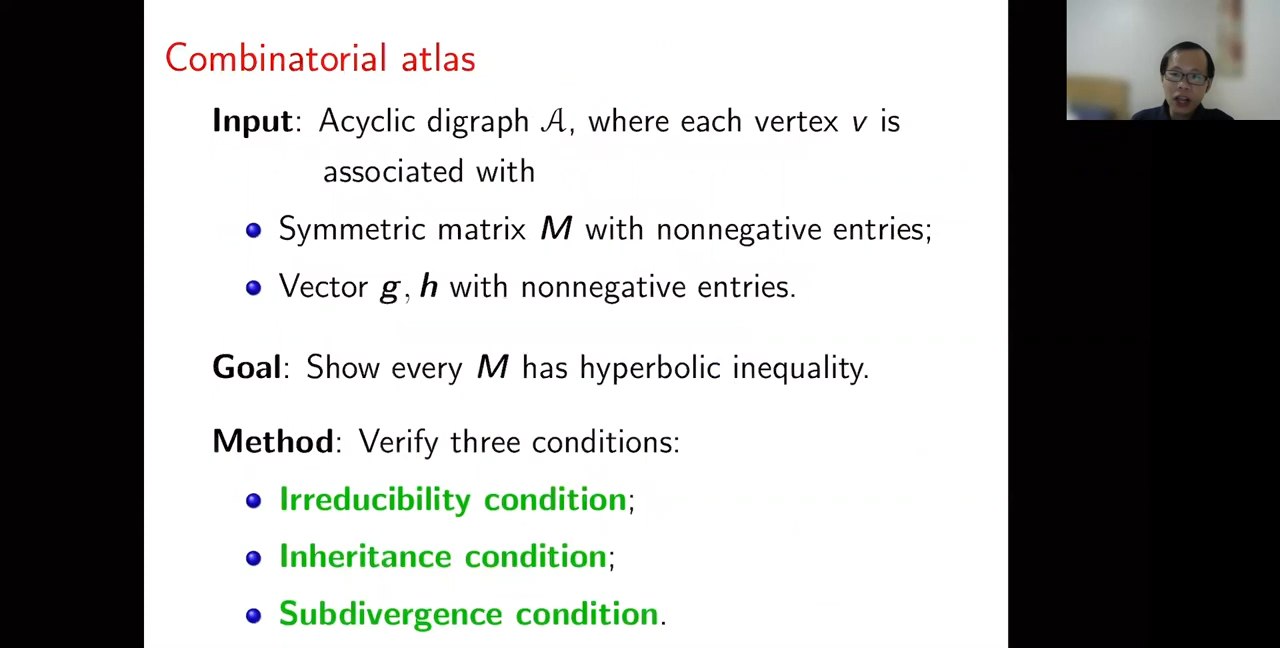 Combinatorial atlas
Input: Acyclic digraph 𝒜, where each vertex v is
associated with
Symmetric matrix M with nonnegative entries;
Vector g, h with nonnegative entries.
Goal: Show every M has hyperbolic inequality.
Method: Verify three conditions:
Irreducibility condition;
Inheritance condition;
Subdivergence condition.